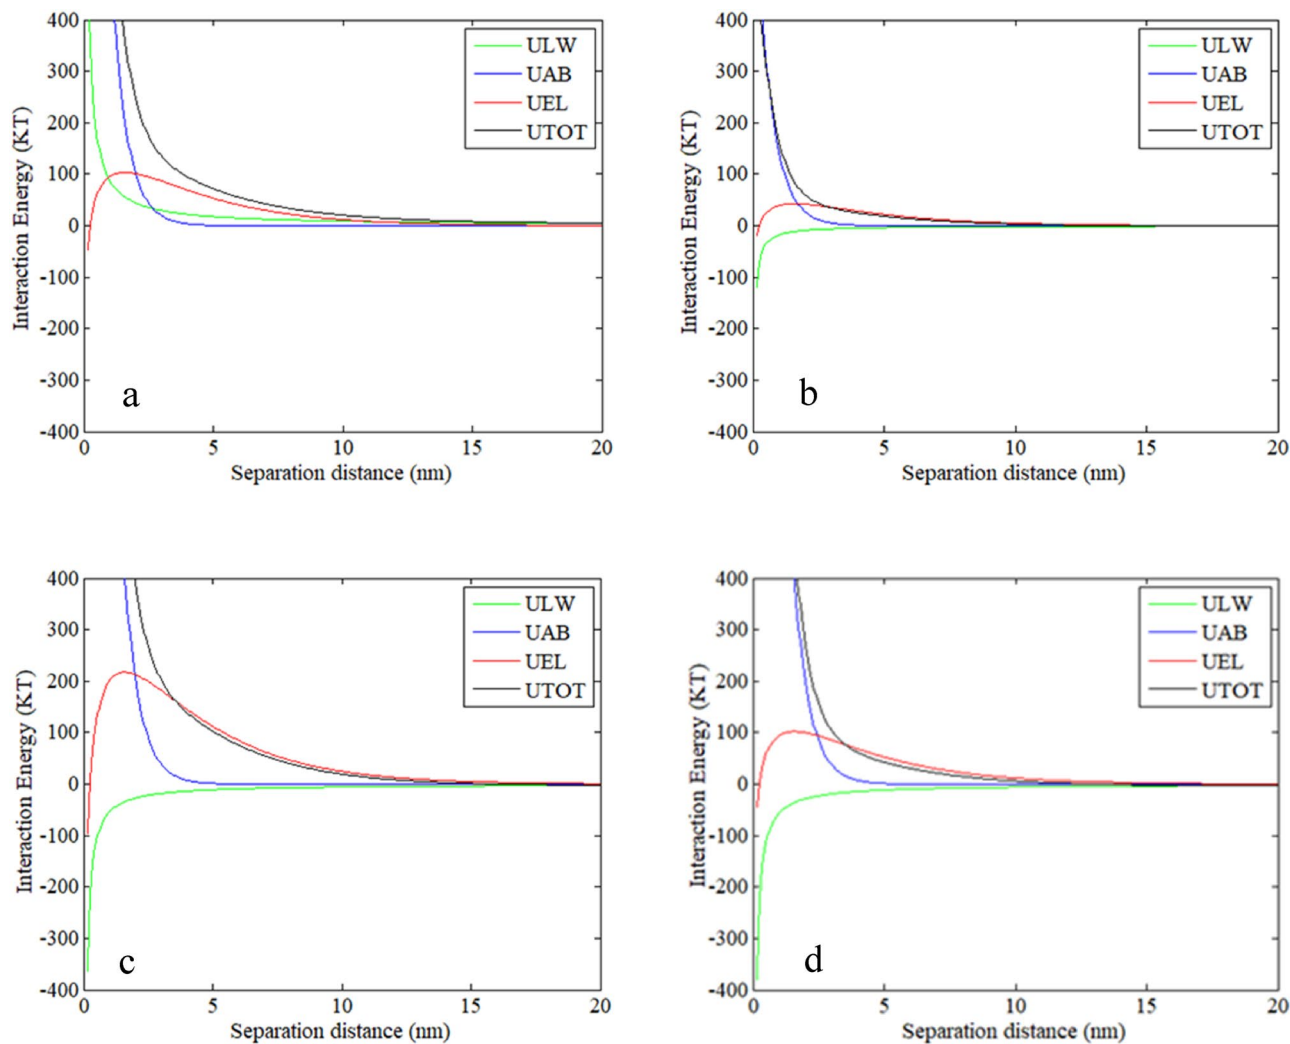 400
300
200
100
0
-100
-200
-300
-400
Interaction Energy (KT)
ULW
UAB
UEL
UTOT
a
0 5 10 15 20
Separation distance (nm)
400
300
200
100
0
-100
-200
-300
-400
Interaction Energy (KT)
ULW
UAB
UEL
UTOT
b
0 5 10 15 20
Separation distance (nm)
400
300
200
100
0
-100
-200
-300
-400
Interaction Energy (KT)
ULW
UAB
UEL
UTOT
c
0 5 10 15 20
Separation distance (nm)
400
300
200
100
0
-100
-200
-300
-400
Interaction Energy (KT)
ULW
UAB
UEL
UTOT
d
0 5 10 15 20
Separation distance (nm)